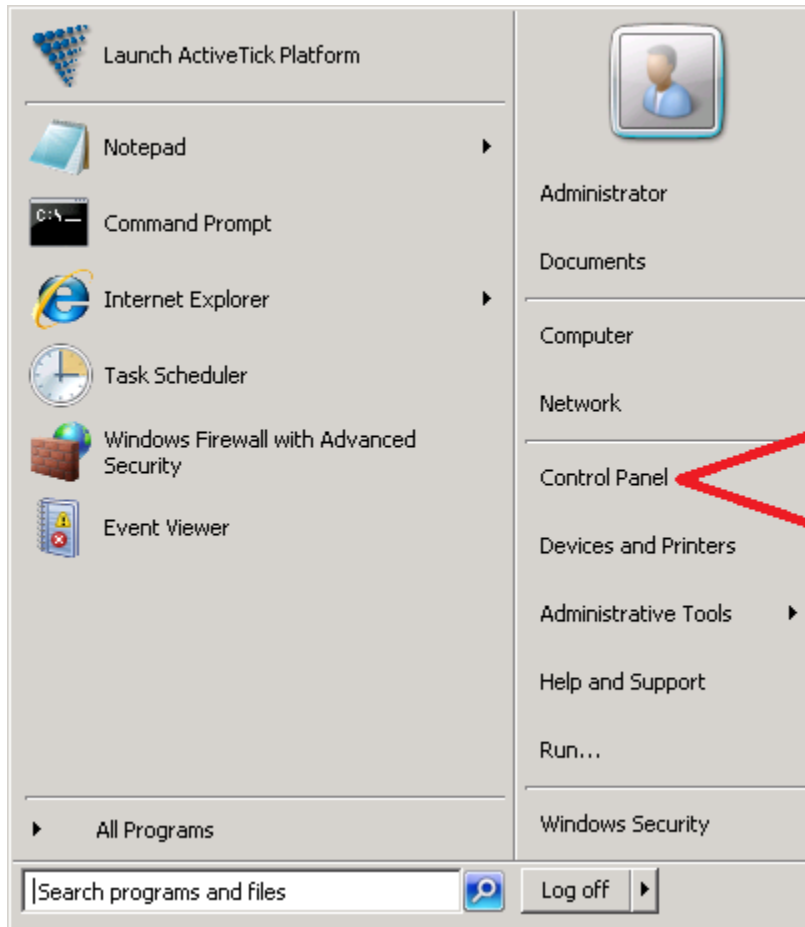 Launch ActiveTick Platform
Notepad
C:\
Command Prompt
Internet Explorer
Task Scheduler
Windows Firewall with Advanced
Security
Event Viewer
All Programs
Search programs and files
Administrator
Documents
Computer
Network
Control Panel
Devices and Printers
Administrative Tools
Help and Support
Run...
Windows Security
Log off